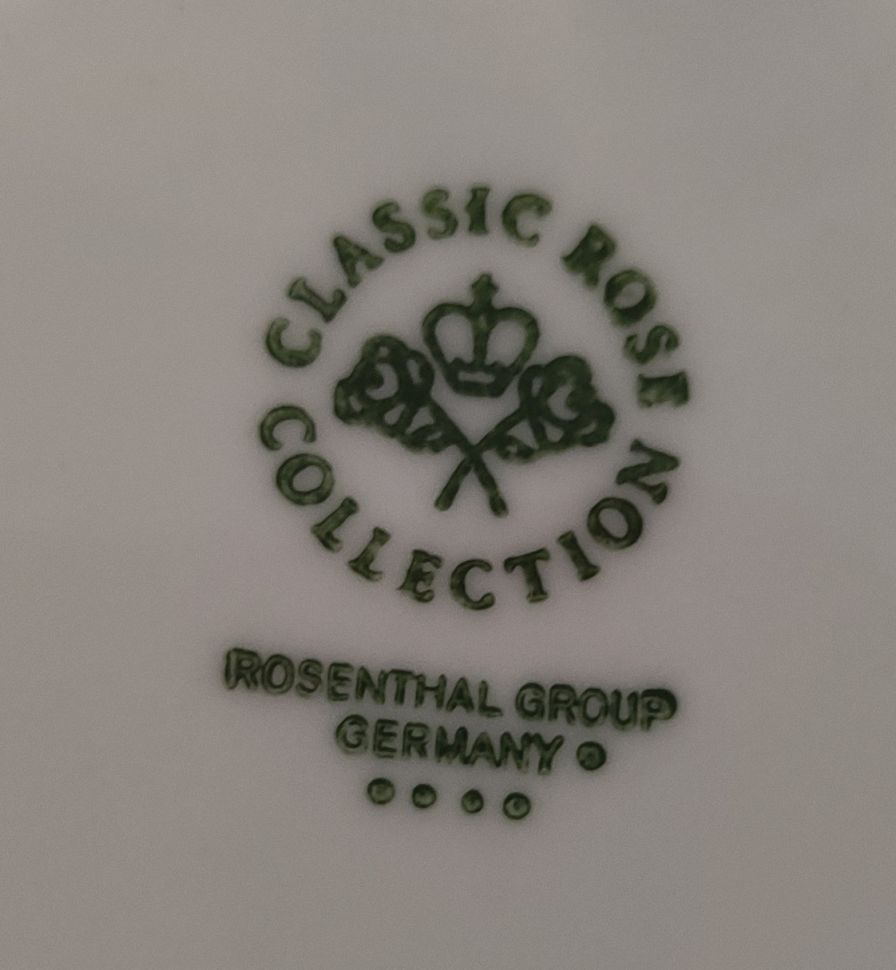 CLASSIC ROSE
COLLECTION
ROSENTHAL GROUP
GERMANY